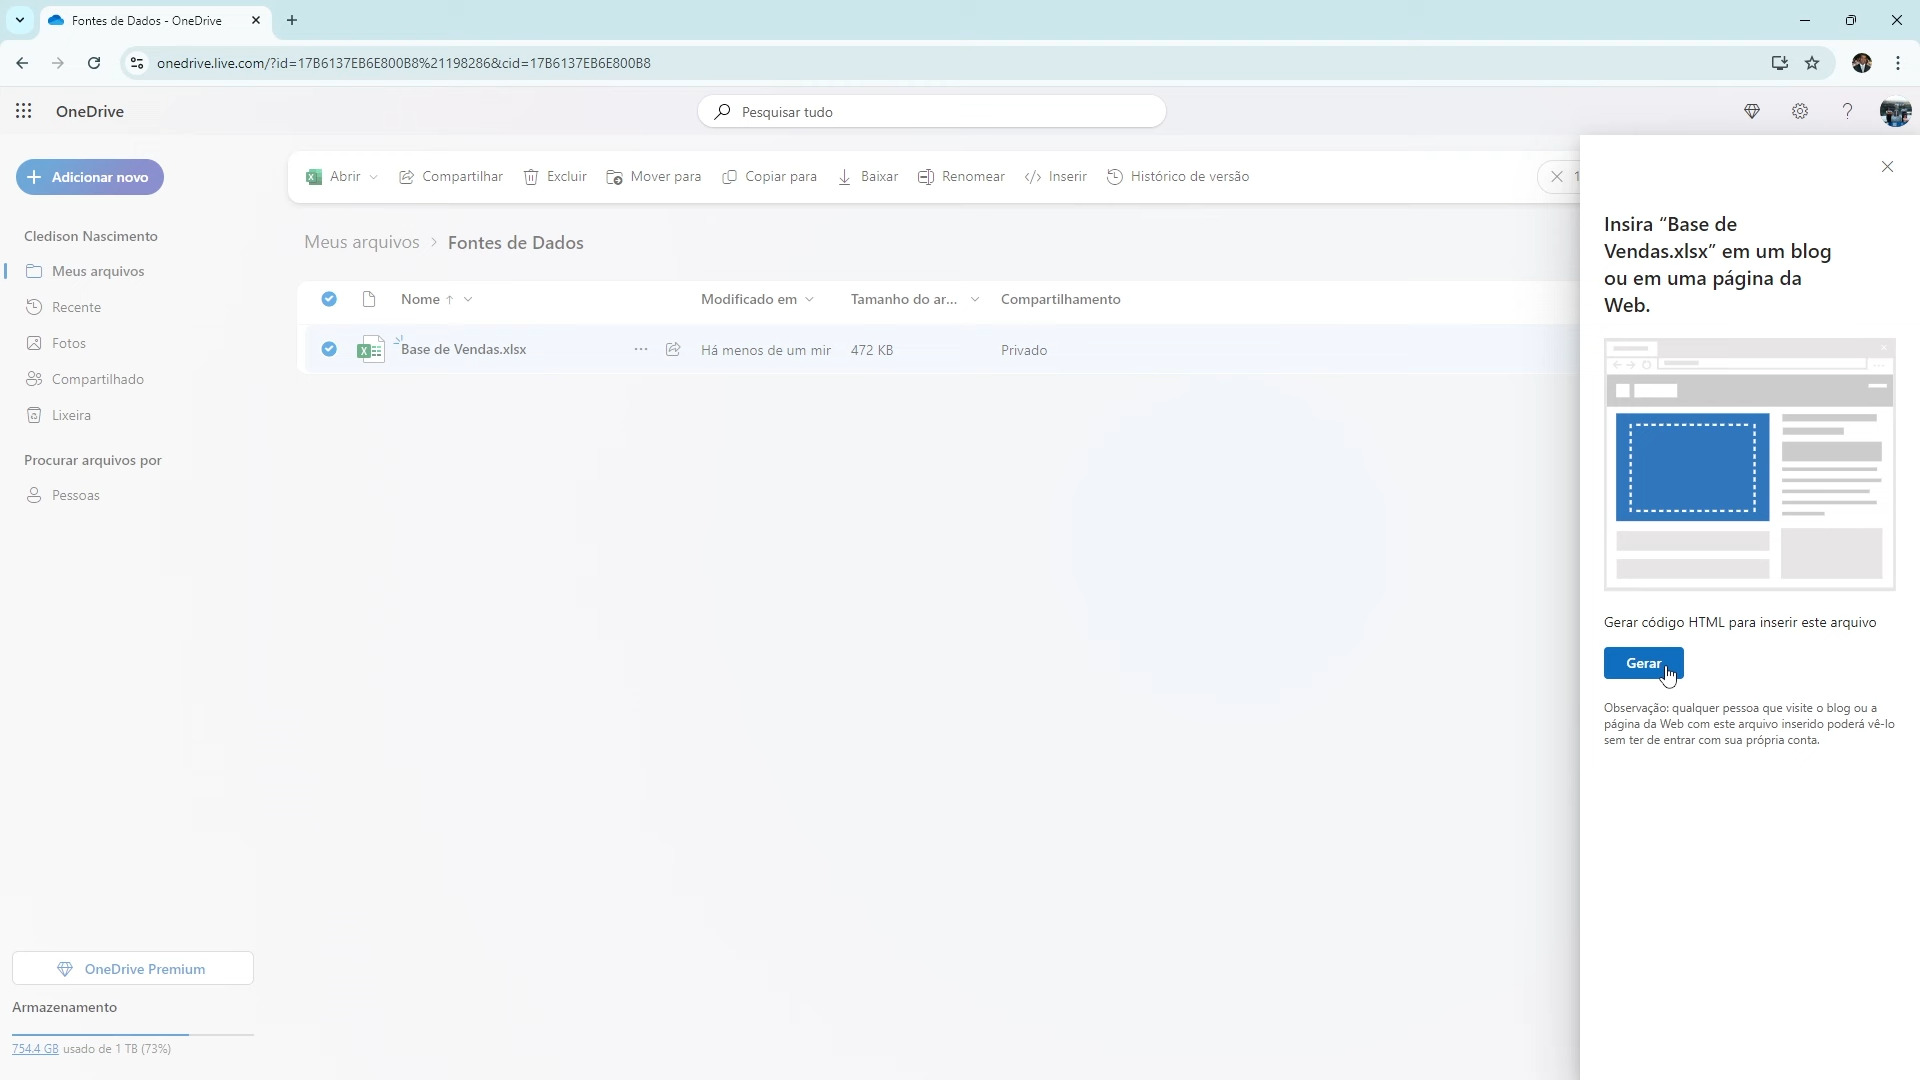 Fontes de Dados - OneDrive
onedrive.live.com/?id=17B6137EB6E800B8%21198286&cid=17B6137EB6E800B8
OneDrive
Pesquisar tudo
Adicionar novo
Abrir
Compartilhar
Excluir
Mover para
Copiar para
Baixar
Renomear
Inserir
Histórico de versão
1
Cledison Nascimento
Meus arquivos
Recente
Fotos
Compartilhado
Lixeira
Procurar arquivos por
Pessoas
Meus arquivos > Fontes de Dados
Nome
Modificado em
Tamanho do ar...
Compartilhamento
Base de Vendas.xlsx
Há menos de um mir
472 KB
Privado
Insira “Base de
Vendas.xlsx” em um blog
ou em uma página da
Web.
Gerar código HTML para inserir este arquivo
Gerar
Observação: qualquer pessoa que visite o blog ou a
página da Web com este arquivo inserido poderá vê-lo
sem ter de entrar com sua própria conta.
OneDrive Premium
Armazenamento
754.4 GB usado de 1 TB (73%)